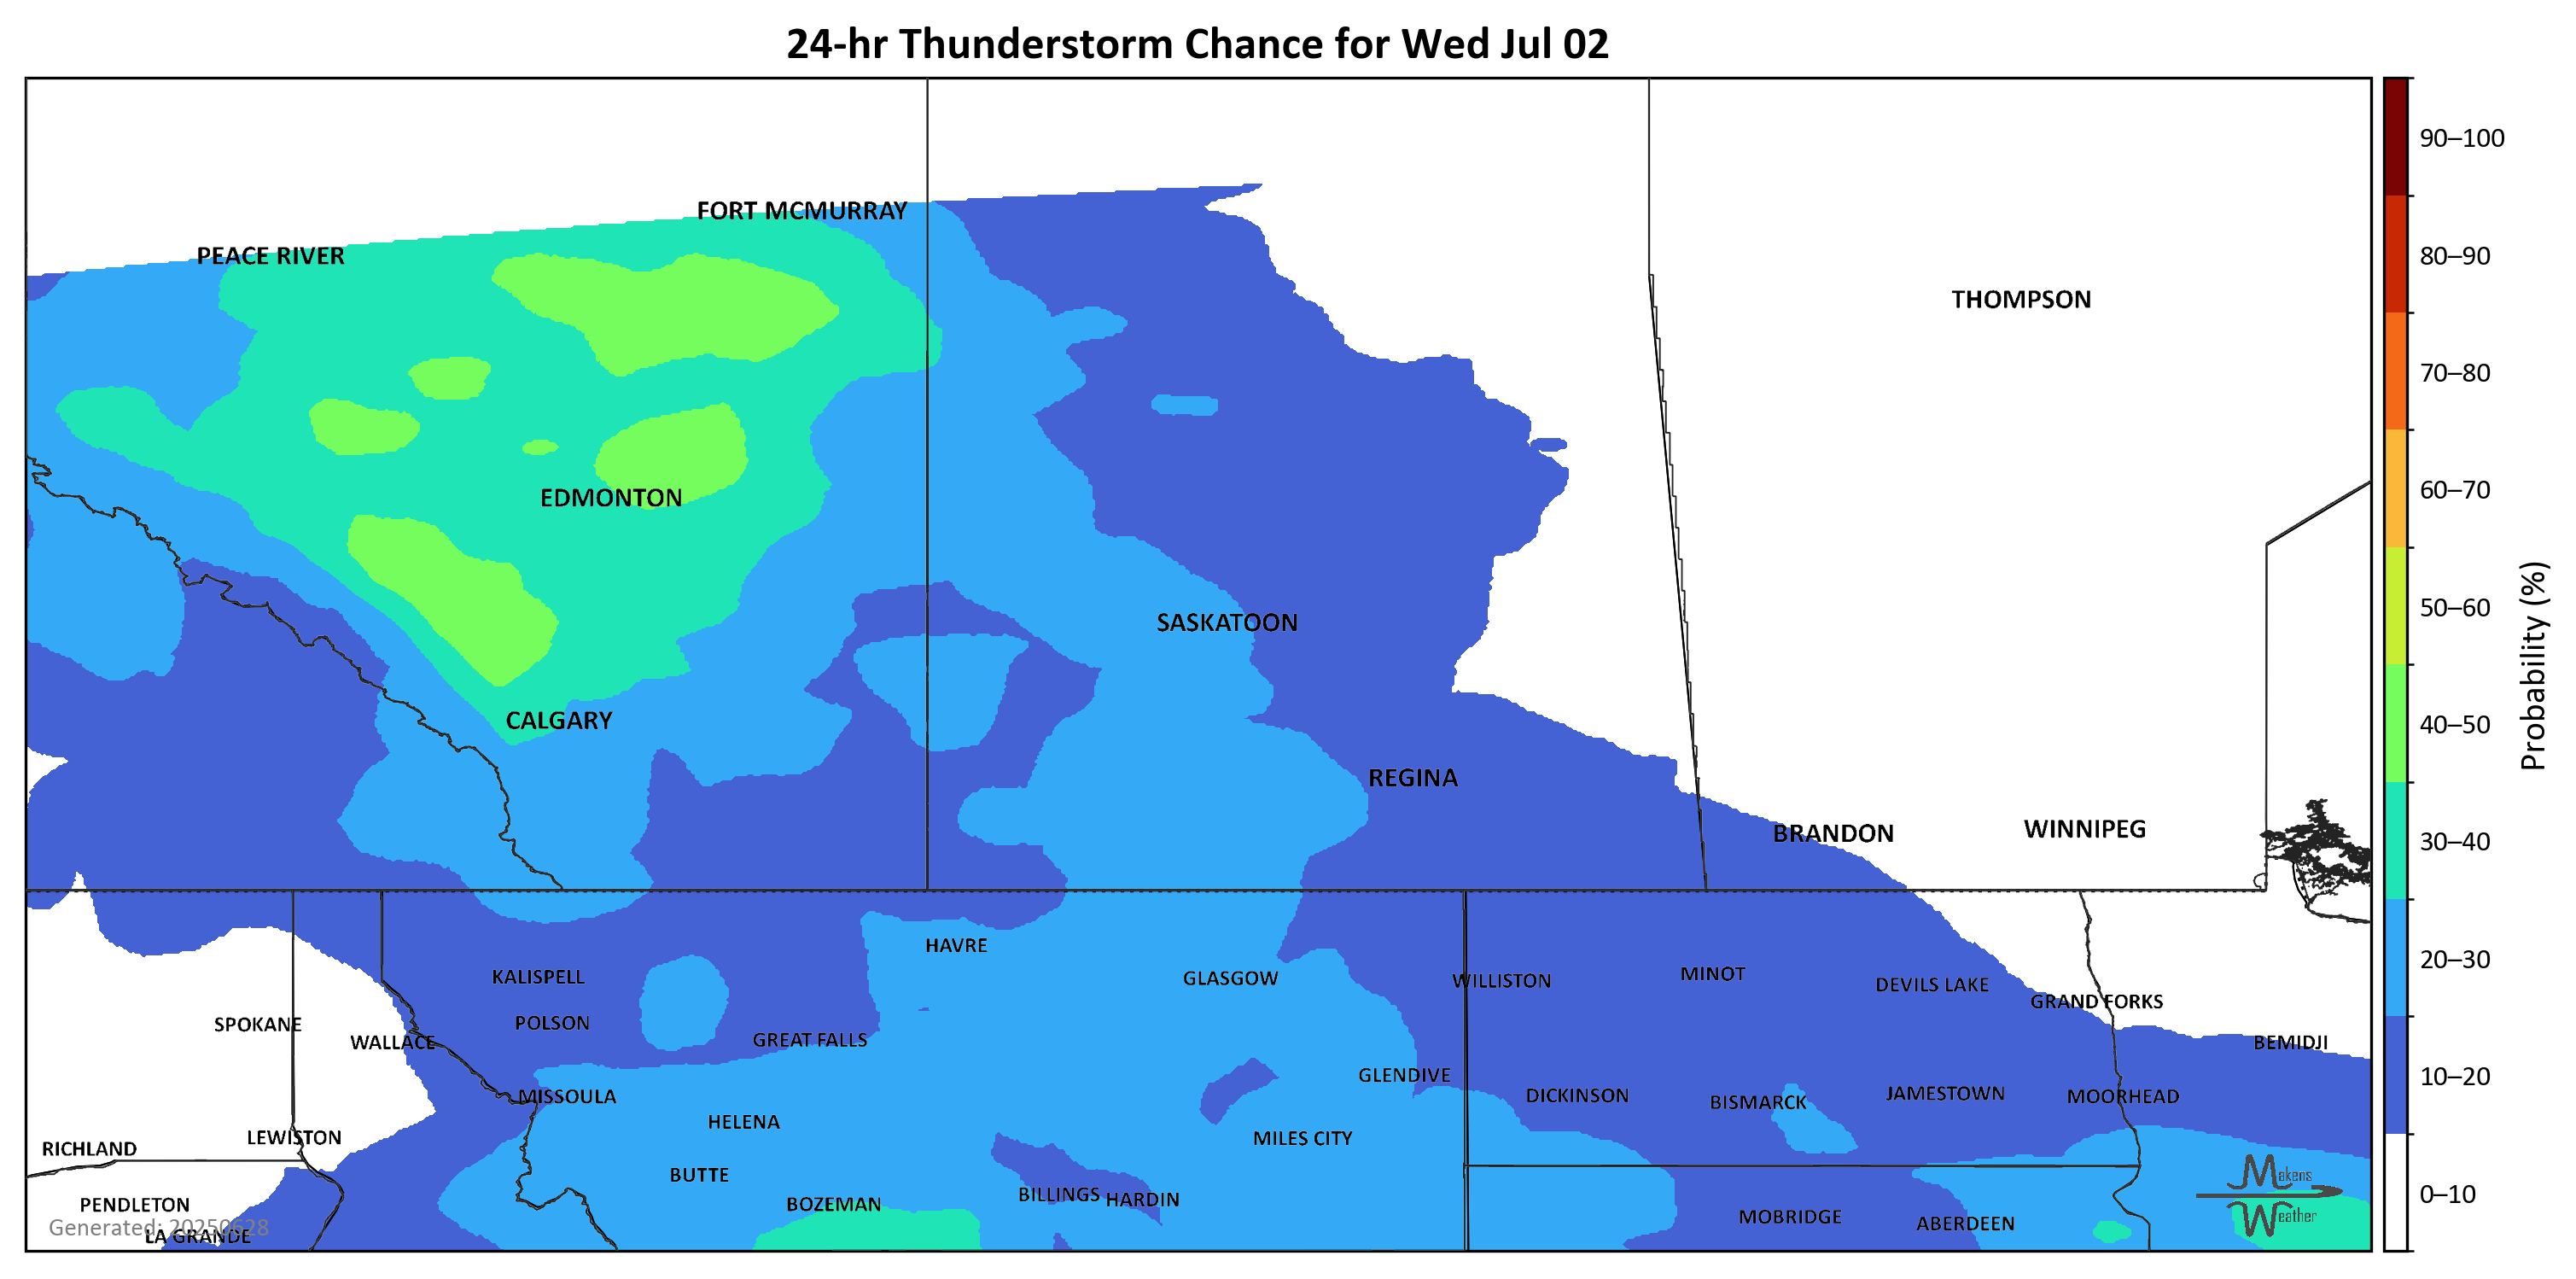 24-hr Thunderstorm Chance for Wed Jul 02
90–100
FORT MCMURRAY
PEACE RIVER
80–90
THOMPSON
70–80
60–70
EDMONTON
50–60
SASKATOON
Probability (%)
CALGARY
40–50
REGINA
BRANDON
WINNIPEG
30–40
HAVRE
20–30
KALISPELL
GLASGOW
WILLISTON
MINOT
DEVILS LAKE
GRAND FORKS
SPOKANE
POLSON
WALLACE
GREAT FALLS
BEMIDJI
GLENDIVE
10–20
MISSOULA
DICKINSON
BISMARCK
JAMESTOWN
MOORHEAD
HELENA
LEWISTON
MILES CITY
RICHLAND
BUTTE
Makens
Weather
BILLINGS
HARDIN
0–10
PENDLETON
BOZEMAN
MOBRIDGE
ABERDEEN
Generated: 20250628
LA GRANDE